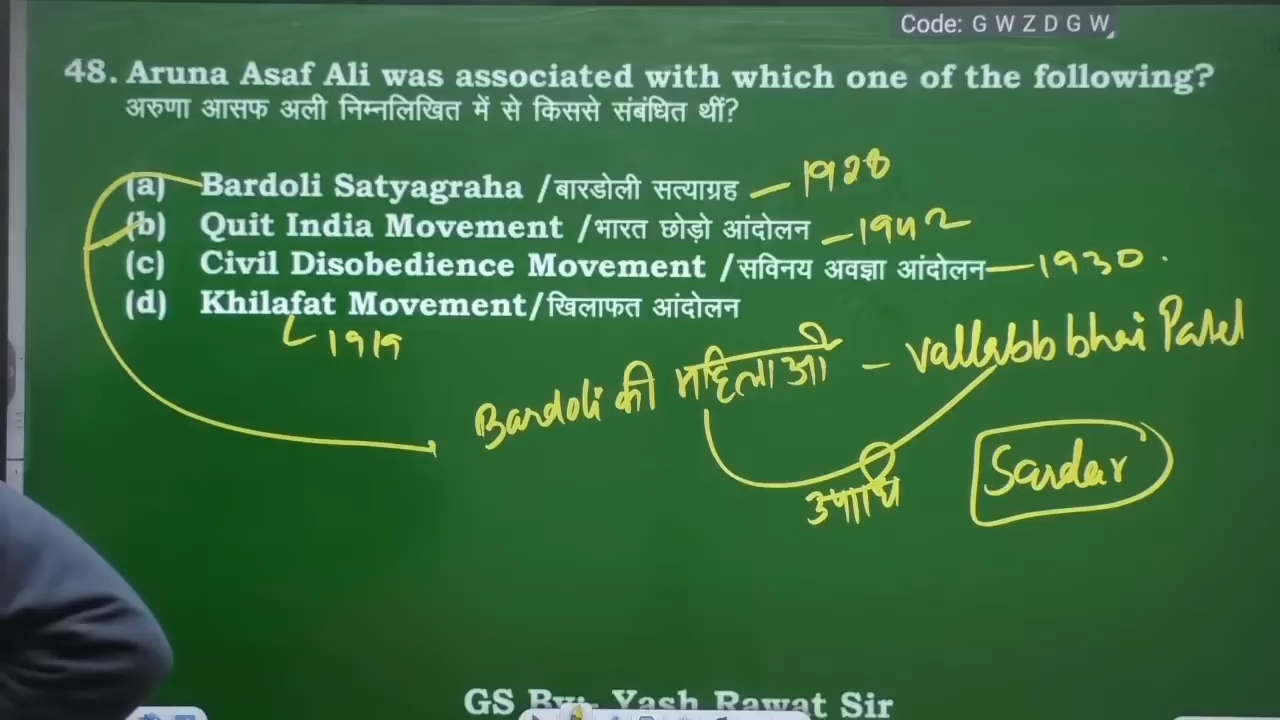 Code: G W Z D G W
48. Aruna Asaf Ali was associated with which one of the following?
अरुणा आसफ अली निम्नलिखित में से किससे संबंधित थीं?
(a) Bardoli Satyagraha /बारडोली सत्याग्रह – 1928
(b) Quit India Movement /भारत छोड़ो आंदोलन – 1942
(c) Civil Disobedience Movement /सविनय अवज्ञा आंदोलन – 1930.
(d) Khilafat Movement/खिलाफत आंदोलन
1919
Bardoli की महिलाओं – vallabbbhai Patel
उपाधि
Sardar
GS By:- Yash Rawat Sir